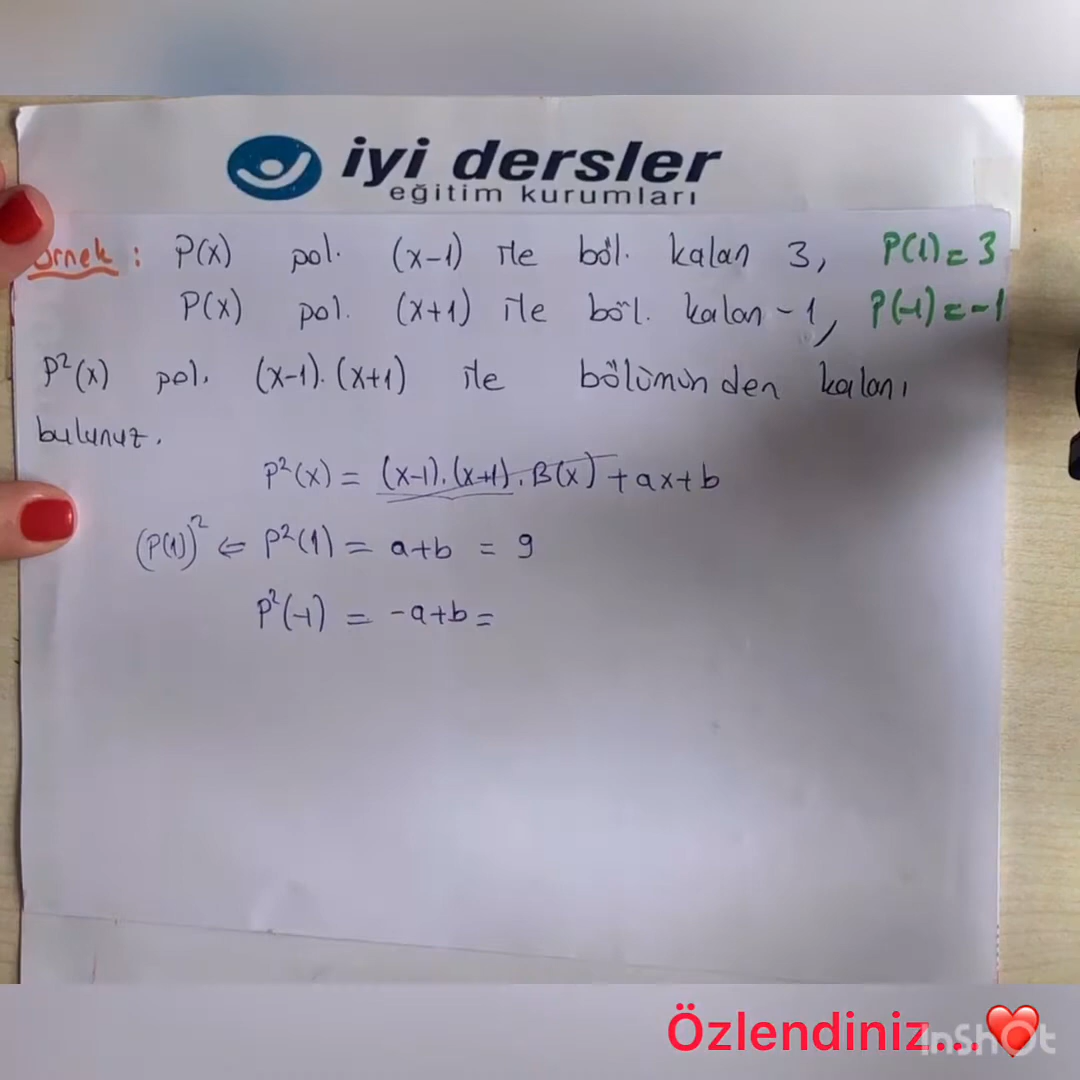 iyi dersler
eğitim kurumları
Örnek : P(x) pol. (x-1) ile böl. kalan 3, P(1) = 3
P(x) pol. (x+1) ile böl. kalan -1, P(-1) = -1
P²(x) pol. (x-1).(x+1) ile bölümünden kalanı
bulunuz.
P²(x) = (x-1).(x+1).B(x) + ax+b
(P(1))² ⇐ P²(1) = a+b = 9
P²(-1) = -a+b =
Özlendiniz...❤️
InShOt